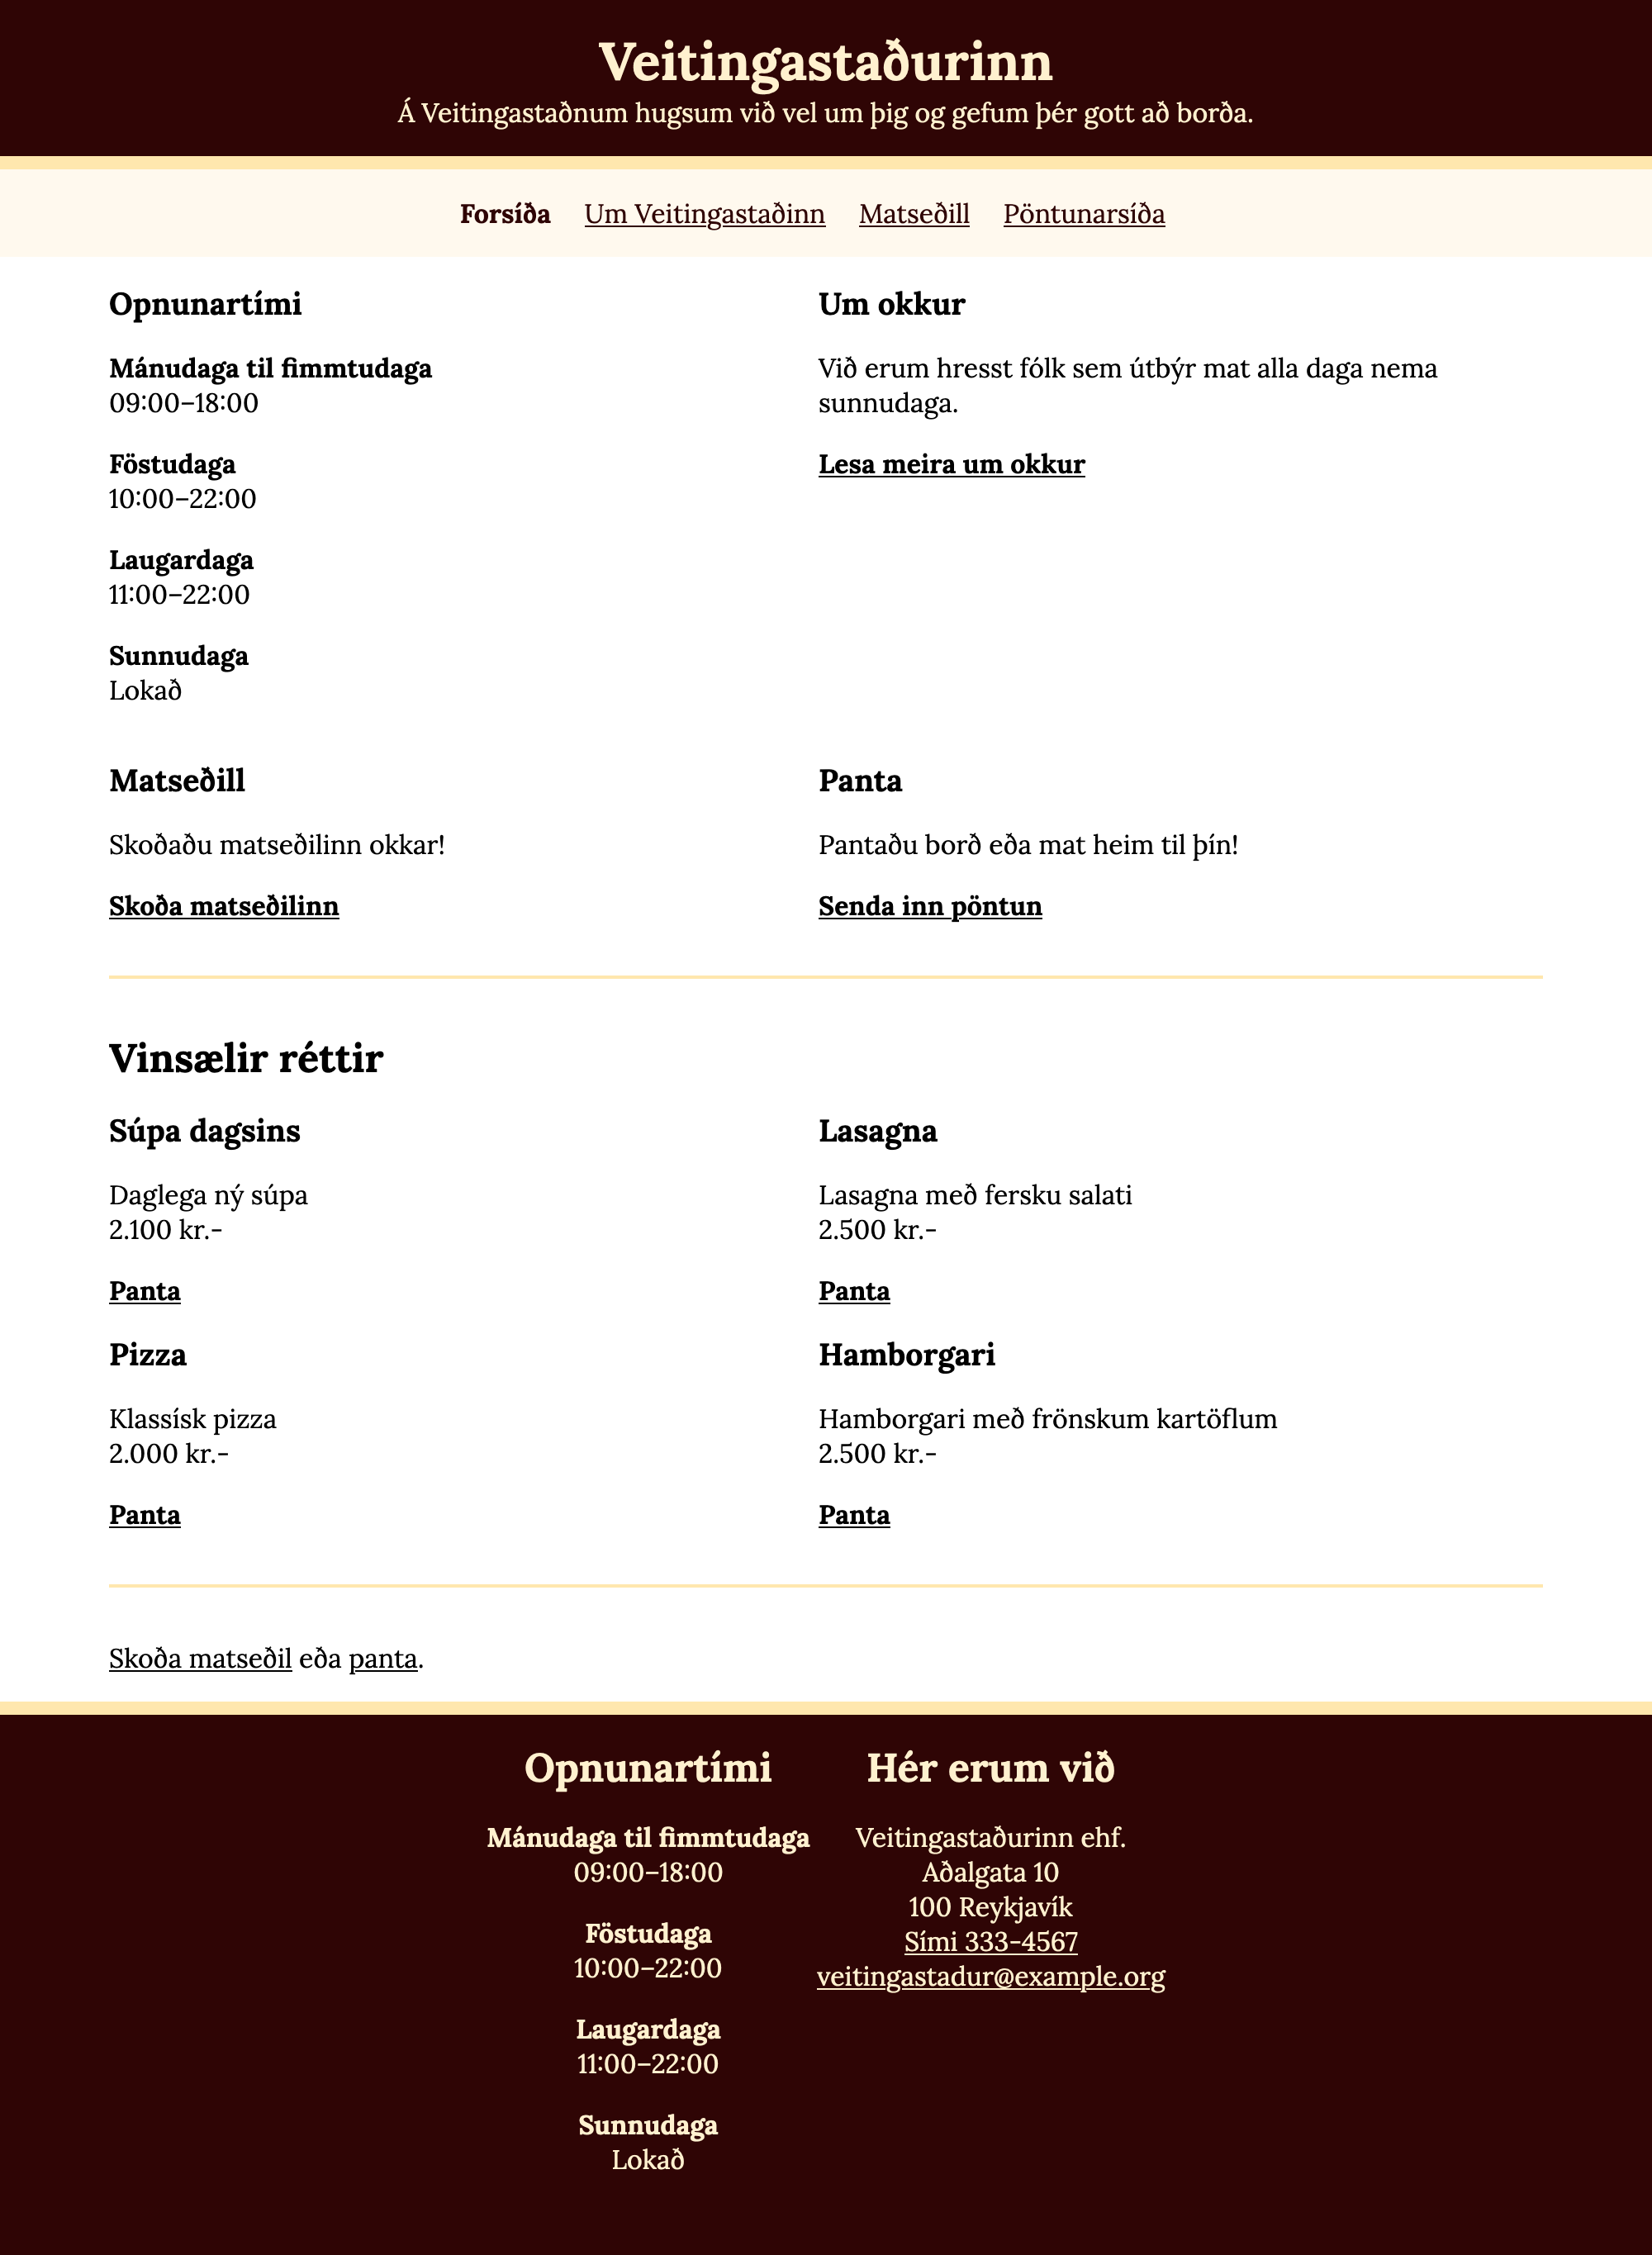 Veitingastaðurinn
Á Veitingastaðnum hugsum við vel um þig og gefum þér gott að borða.
Forsíða Um Veitingastaðinn Matseðill Pöntunarsíða
Opnunartími
Mánudaga til fimmtudaga
09:00–18:00
Föstudaga
10:00–22:00
Laugardaga
11:00–22:00
Sunnudaga
Lokað
Um okkur
Við erum hresst fólk sem útbýr mat alla daga nema
sunnudaga.
Lesa meira um okkur
Matseðill
Skoðaðu matseðilinn okkar!
Skoða matseðilinn
Panta
Pantaðu borð eða mat heim til þín!
Senda inn pöntun
Vinsælir réttir
Súpa dagsins
Daglega ný súpa
2.100 kr.-
Panta
Lasagna
Lasagna með fersku salati
2.500 kr.-
Panta
Pizza
Klassísk pizza
2.000 kr.-
Panta
Hamborgari
Hamborgari með frönskum kartöflum
2.500 kr.-
Panta
Skoða matseðil eða panta.
Opnunartími
Mánudaga til fimmtudaga
09:00–18:00
Föstudaga
10:00–22:00
Laugardaga
11:00–22:00
Sunnudaga
Lokað
Hér erum við
Veitingastaðurinn ehf.
Aðalgata 10
100 Reykjavík
Sími 333-4567
veitingastadur@example.org